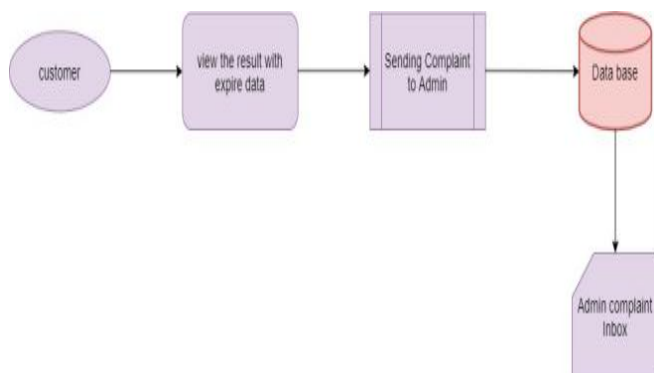 customer
view the result with
expire data
Sending Complaint
to Admin
Data base
Admin complaint
Inbox